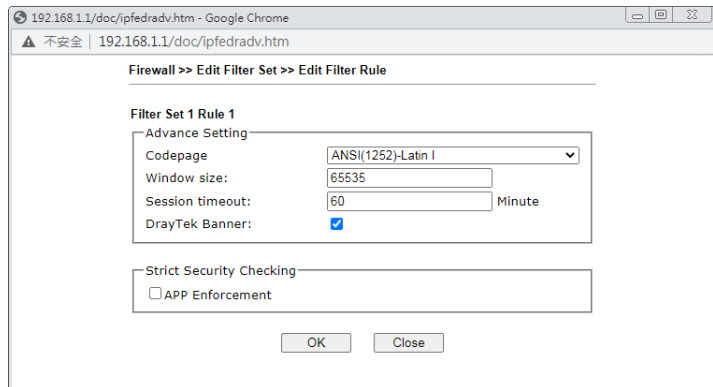 192.168.1.1/doc/ipfedradv.htm - Google Chrome
不安全 | 192.168.1.1/doc/ipfedradv.htm
Firewall >> Edit Filter Set >> Edit Filter Rule
Filter Set 1 Rule 1
Advance Setting
Codepage ANSI(1252)-Latin I
Window size: 65535
Session timeout: 60 Minute
DrayTek Banner:
Strict Security Checking
APP Enforcement
OK Close